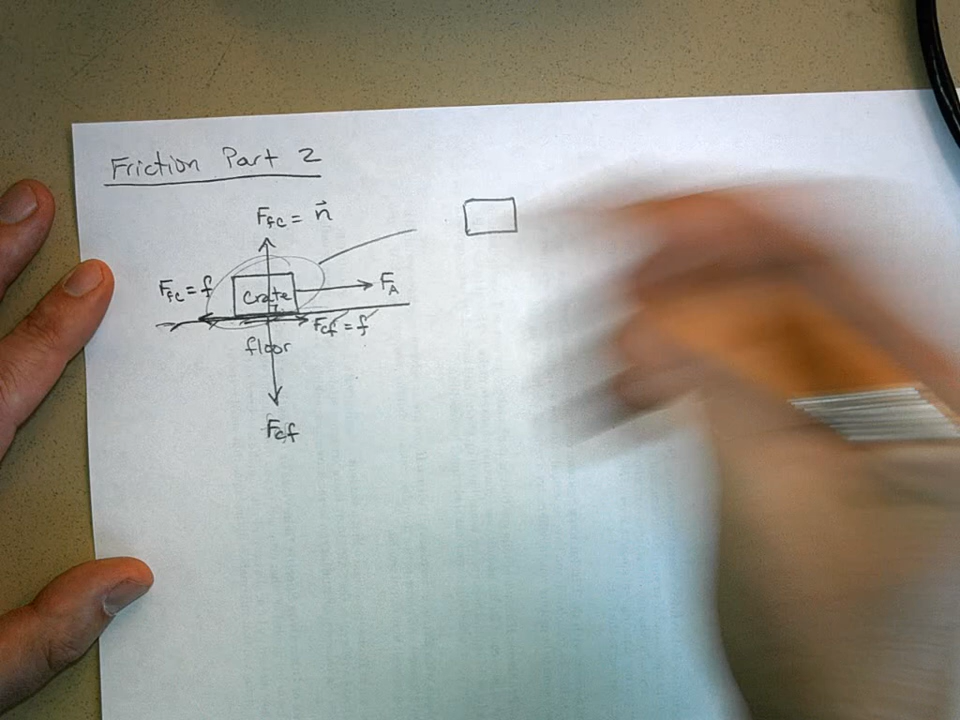 Friction Part 2
F_fc = n⃗
F_fc = f
Crate
F_A
F_cf = f
floor
F_cf